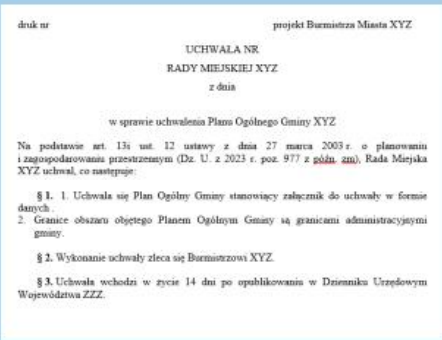 druk nr projekt Burmistrza Miasta XYZ
UCHWAŁA NR
RADY MIEJSKIEJ XYZ
z dnia
w sprawie uchwalenia Planu Ogólnego Gminy XYZ
Na podstawie art. 13i ust. 12 ustawy z dnia 27 marca 2003 r. o planowaniu
i zagospodarowaniu przestrzennym (Dz. U. z 2023 r. poz. 977 z późn. zm), Rada Miejska
XYZ uchwal, co następuje:
§ 1. 1. Uchwala się Plan Ogólny Gminy stanowiący załącznik do uchwały w formie
danych .
2. Granice obszaru objętego Planem Ogólnym Gminy są granicami administracyjnymi
gminy.
§ 2. Wykonanie uchwały zleca się Burmistrzowi XYZ.
§ 3. Uchwała wchodzi w życie 14 dni po opublikowaniu w Dzienniku Urzędowym
Województwa ZZZ.